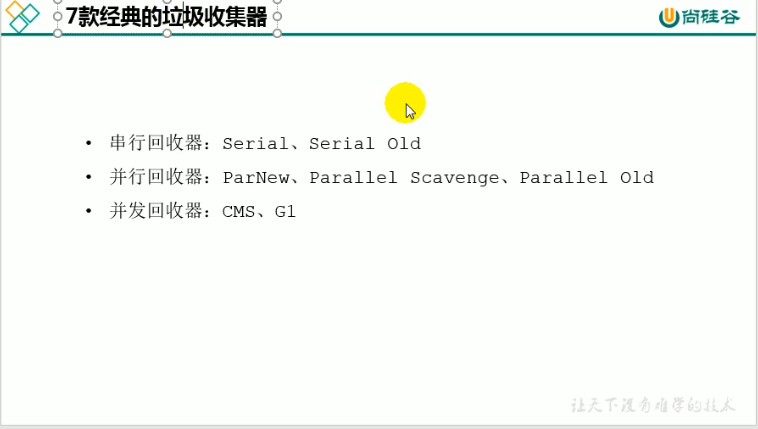 7款经典的垃圾收集器
尚硅谷
• 串行回收器：Serial、Serial Old
• 并行回收器：ParNew、Parallel Scavenge、Parallel Old
• 并发回收器：CMS、G1
让天下没有难学的技术